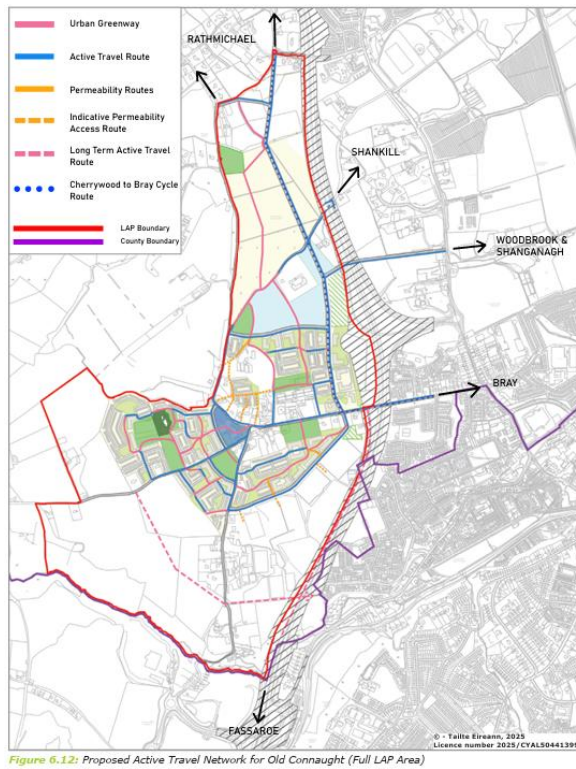 Urban Greenway
Active Travel Route
Permeability Routes
Indicative Permeability
Access Route
Long Term Active Travel
Route
Cherrywood to Bray Cycle
Route
LAP Boundary
County Boundary
RATHMICHAEL
SHANKILL
WOODBROOK &
SHANGANAGH
BRAY
FASSAROE
© - Tailte Éireann, 2025
Licence number 2025/CYAL50441399
Figure 6.12: Proposed Active Travel Network for Old Connaught (Full LAP Area)